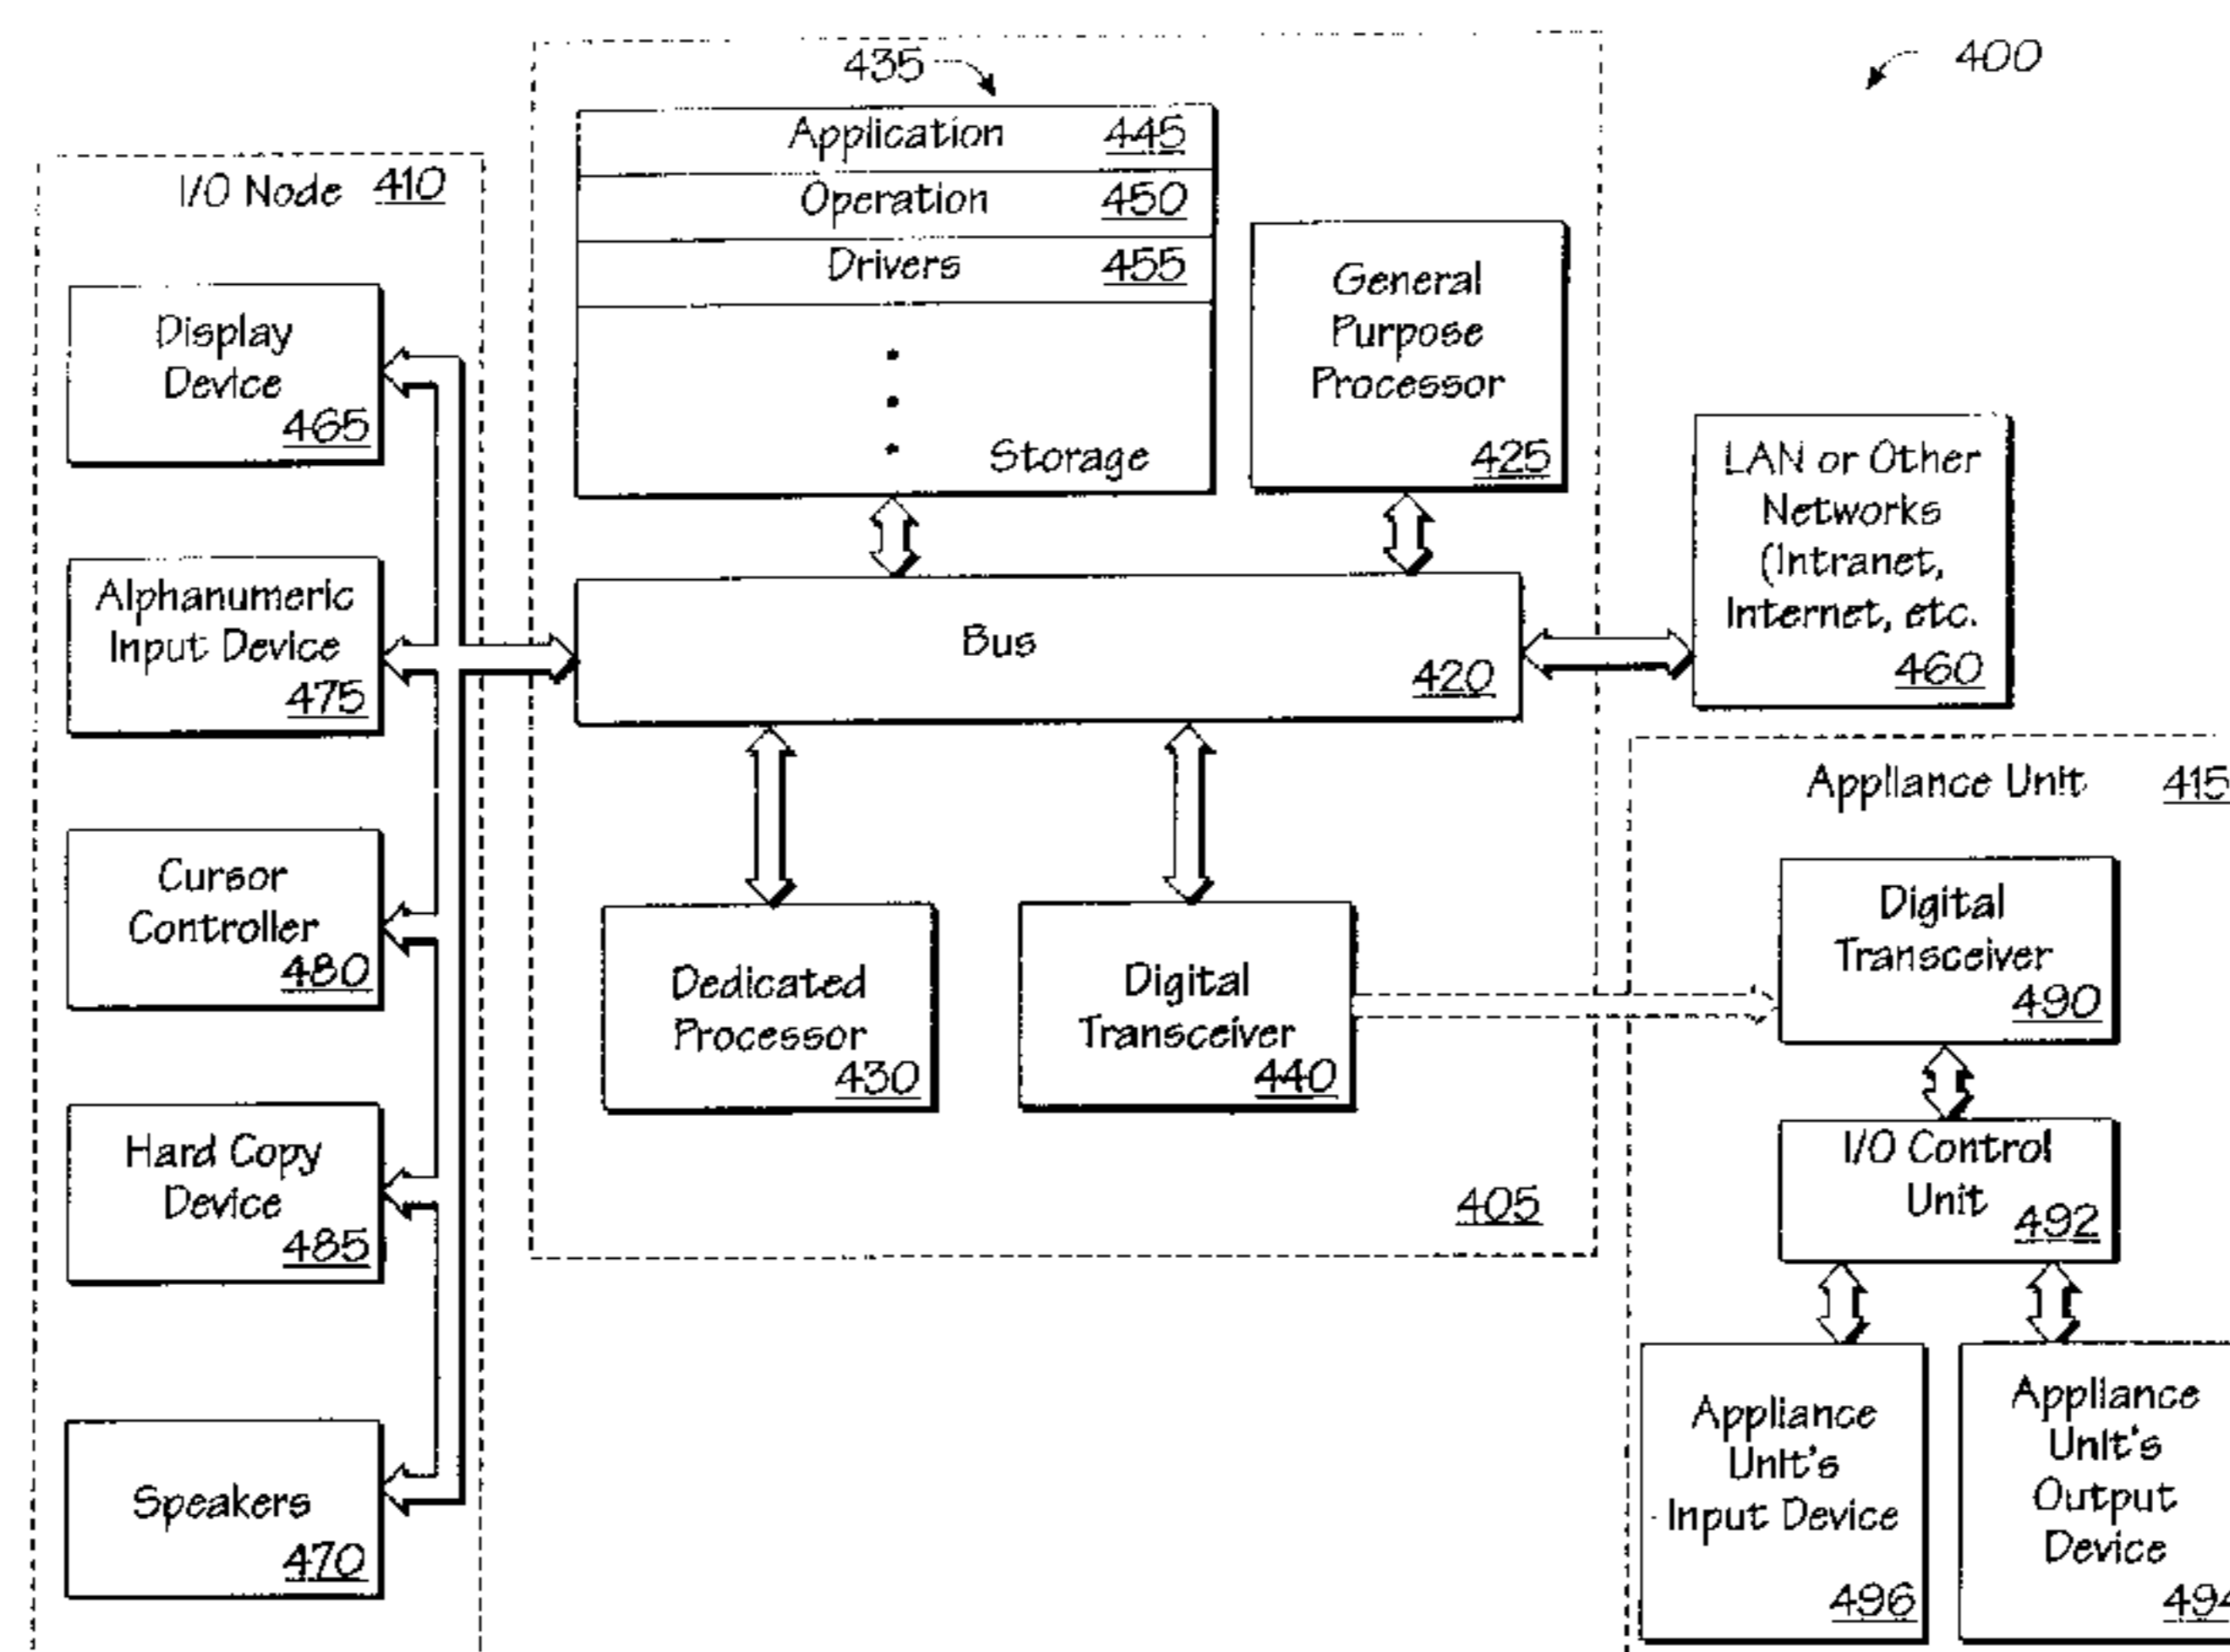 435
400
Application 445
Operation 450
Drivers 455
Storage
I/O Node 410
Display
Device
465
Alphanumeric
Input Device
475
Cursor
Controller
480
Hard Copy
Device
485
Speakers
470
General
Purpose
Processor
425
Bus
420
LAN or Other
Networks
(Intranet,
Internet, etc.
460
Dedicated
Processor
430
Digital
Transceiver
440
405
Appliance Unit 415
Digital
Transceiver
490
I/O Control
Unit
492
Appliance
Unit's
Input Device
496
Appliance
Unit's
Output
Device
494